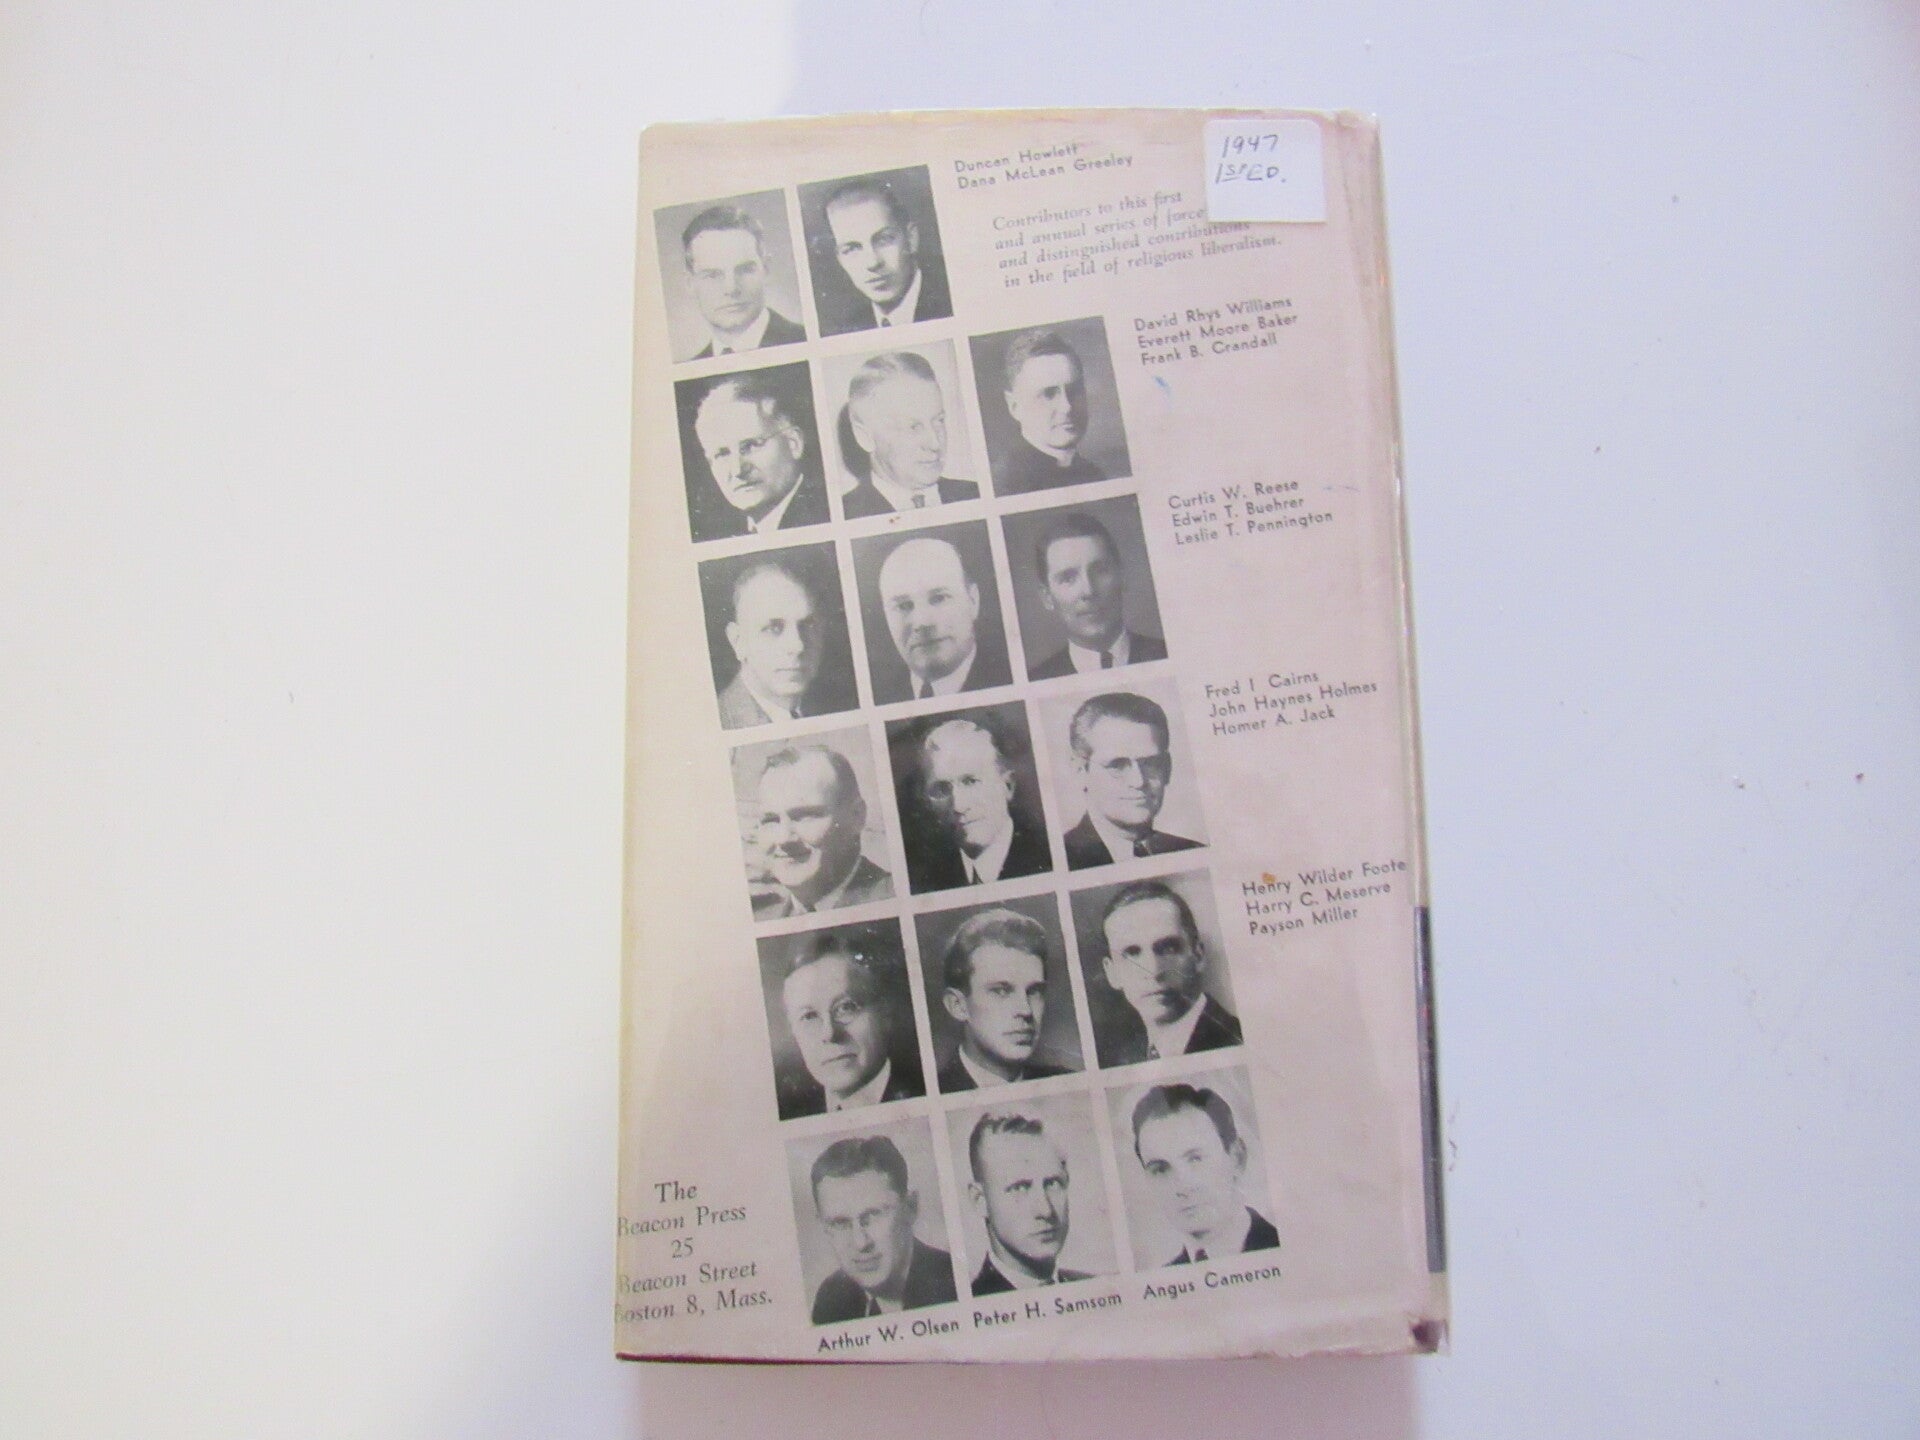 Duncan Howlett
Dana McLean Greeley
1947
1ST ED.
Contributors to this first
and annual series of force
and distinguished contributions
in the field of religious liberalism.
David Rhys Williams
Everett Moore Baker
Frank B. Crandall
Curtis W. Reese
Edwin T. Buehrer
Leslie T. Pennington
Fred I Cairns
John Haynes Holmes
Homer A. Jack
Henry Wilder Foote
Harry C. Meserve
Payson Miller
The
Beacon Press
25
Beacon Street
Boston 8, Mass.
Arthur W. Olsen Peter H. Samsom Angus Cameron